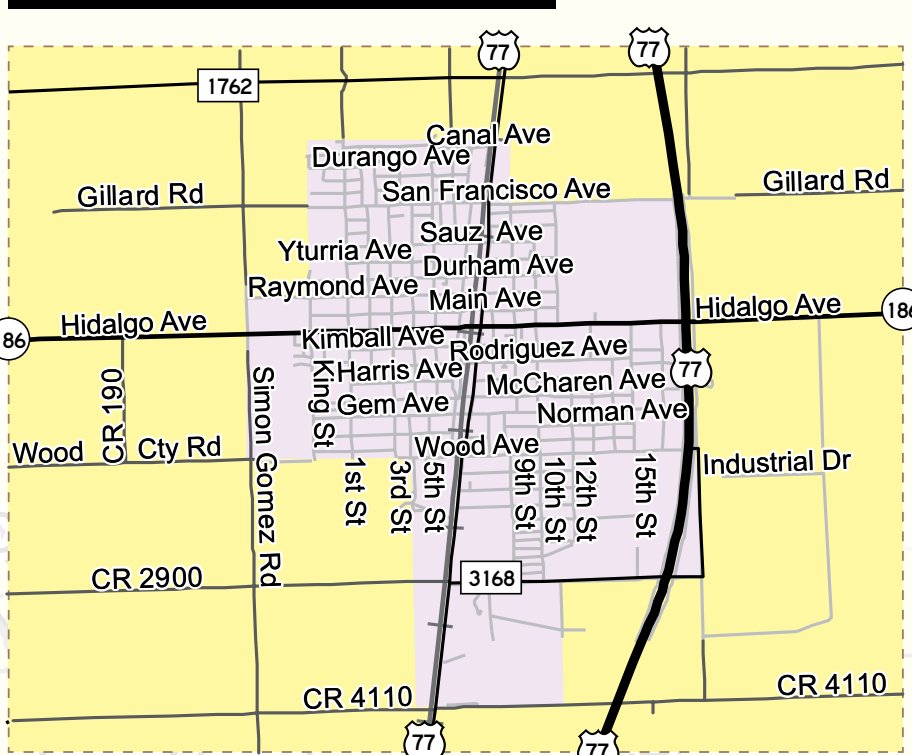 77
77
1762
Canal Ave
Durango Ave
Gillard Rd
San Francisco Ave
Gillard Rd
Sauz Ave
Yturria Ave
Durham Ave
Raymond Ave
Main Ave
Hidalgo Ave
186
Hidalgo Ave
86
Kimball Ave
Rodriguez Ave
Harris Ave
77
McCharen Ave
CR 190
Simon Gomez Rd
King St
Gem Ave
Norman Ave
Wood Cty Rd
Wood Ave
Industrial Dr
1st St
3rd St
5th St
9th St
10th St
12th St
15th St
CR 2900
3168
CR 4110
CR 4110
77
77